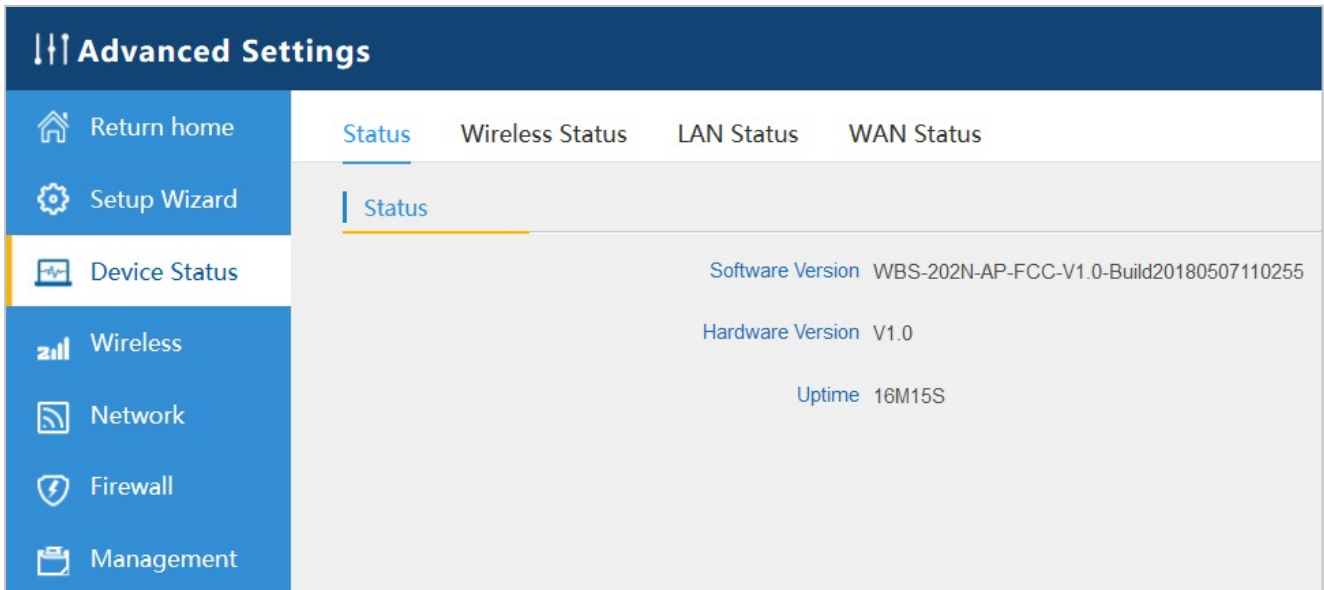 Advanced Settings
Return home
Setup Wizard
Device Status
Wireless
Network
Firewall
Management
Status Wireless Status LAN Status WAN Status
Status
Software Version WBS-202N-AP-FCC-V1.0-Build20180507110255
Hardware Version V1.0
Uptime 16M15S